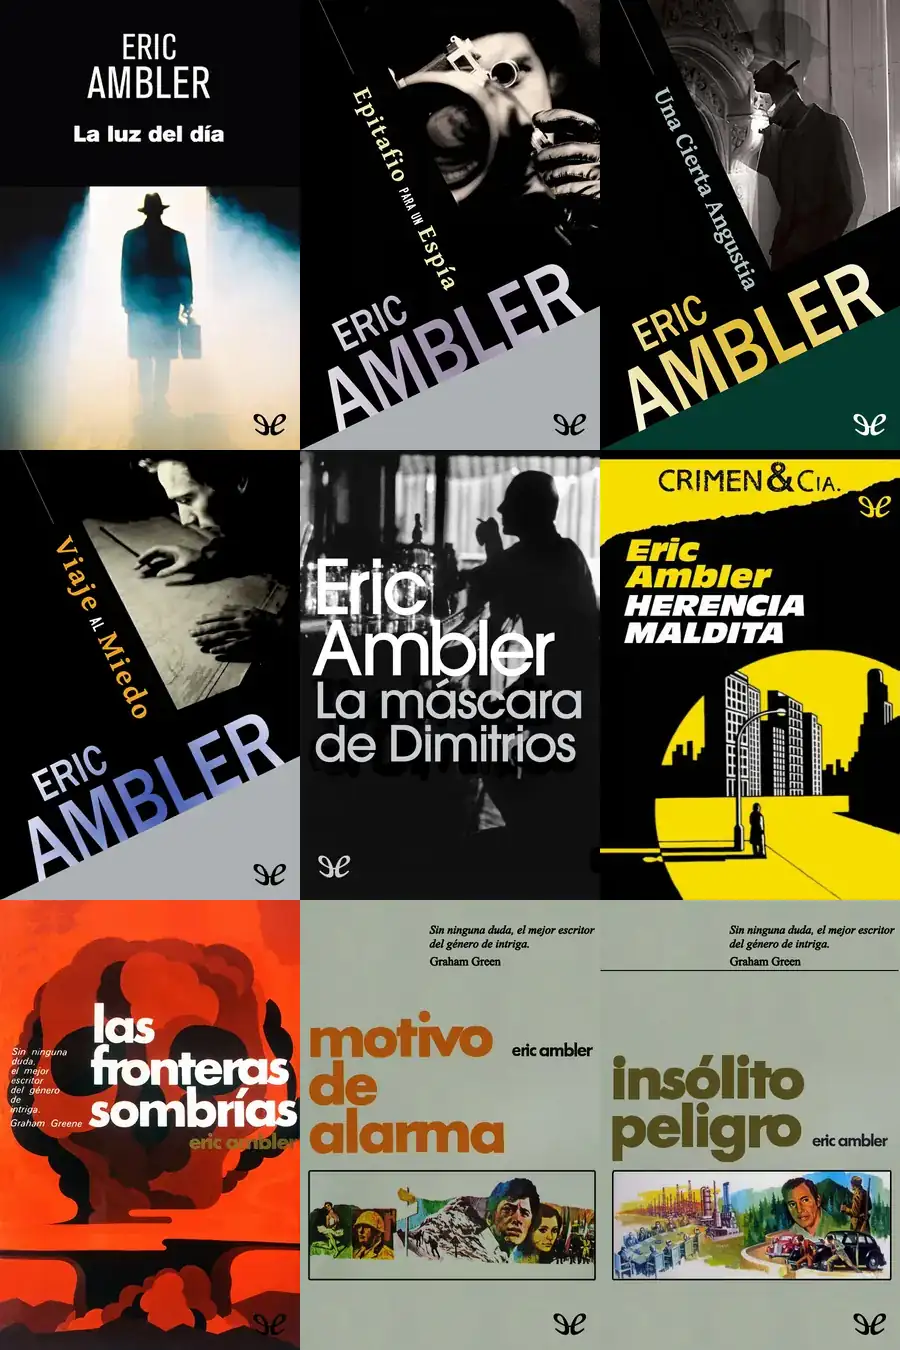 ERIC
AMBLER
La luz del día
Epitafio PARA UN Espía
ERIC
AMBLER
Una Cierta Angustia
ERIC
AMBLER
Viaje AL Miedo
ERIC
AMBLER
Eric
Ambler
La máscara
de Dimitrios
CRIMEN & CIA.
Eric
Ambler
HERENCIA
MALDITA
las
fronteras
sombrías
eric ambler
Sin ninguna
duda,
el mejor
escritor
del género
de
intriga.
Graham Greene
Sin ninguna duda, el mejor escritor
del género de intriga.
Graham Green
motivo
de
alarma
eric ambler
Sin ninguna duda, el mejor escritor
del género de intriga.
Graham Green
insólito
peligro
eric ambler